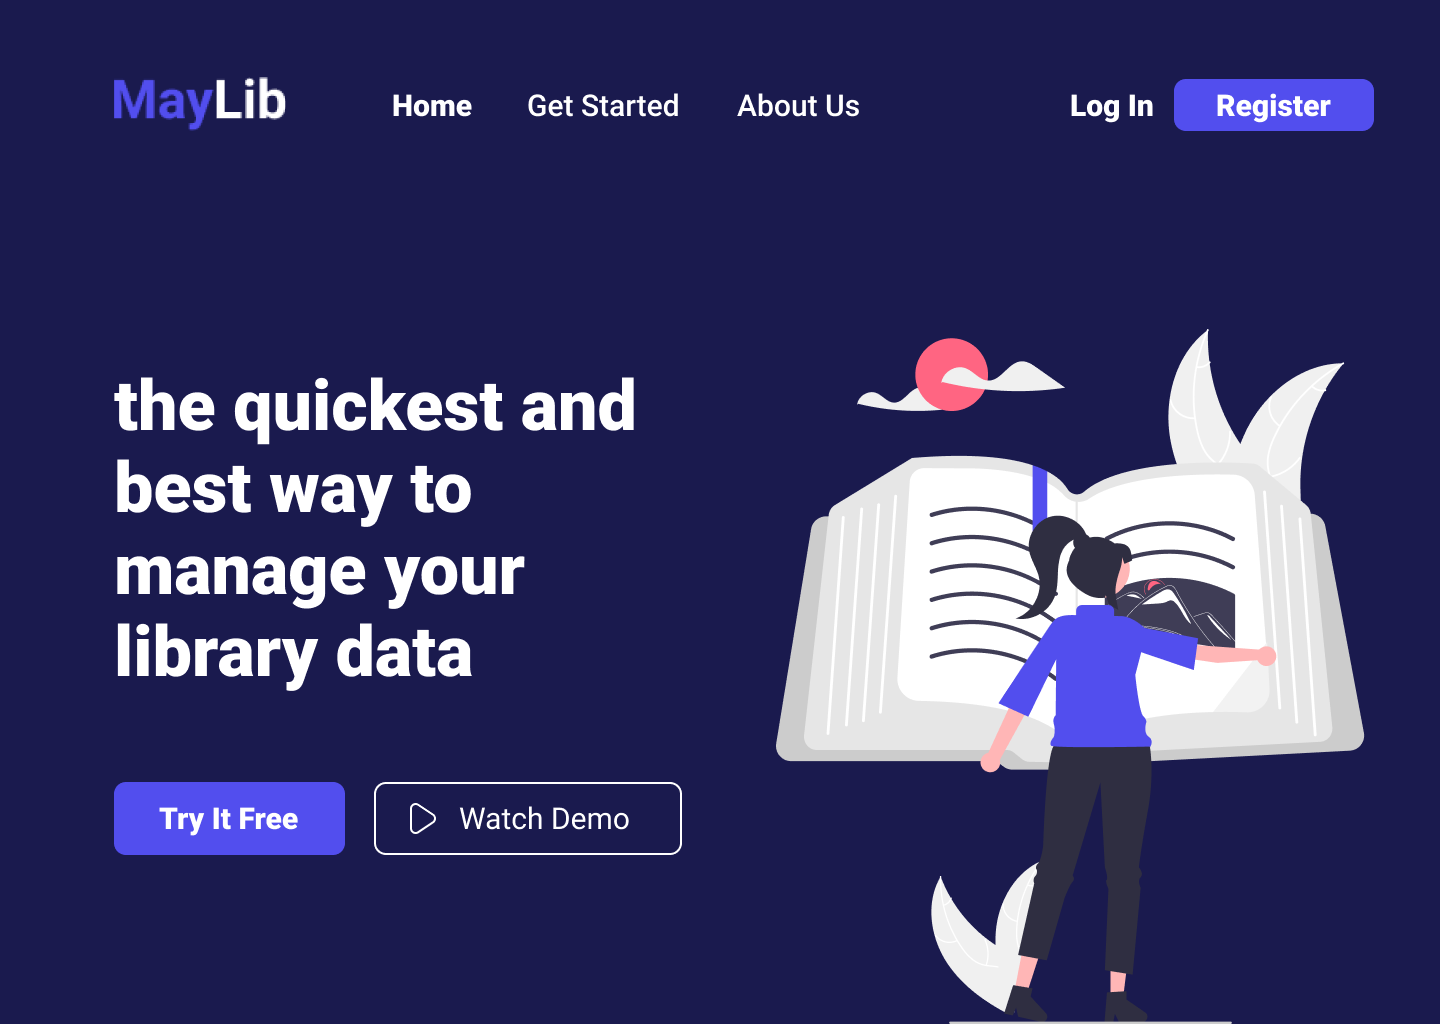 MayLib Home Get Started About Us Log In Register
the quickest and
best way to
manage your
library data
Try It Free Watch Demo